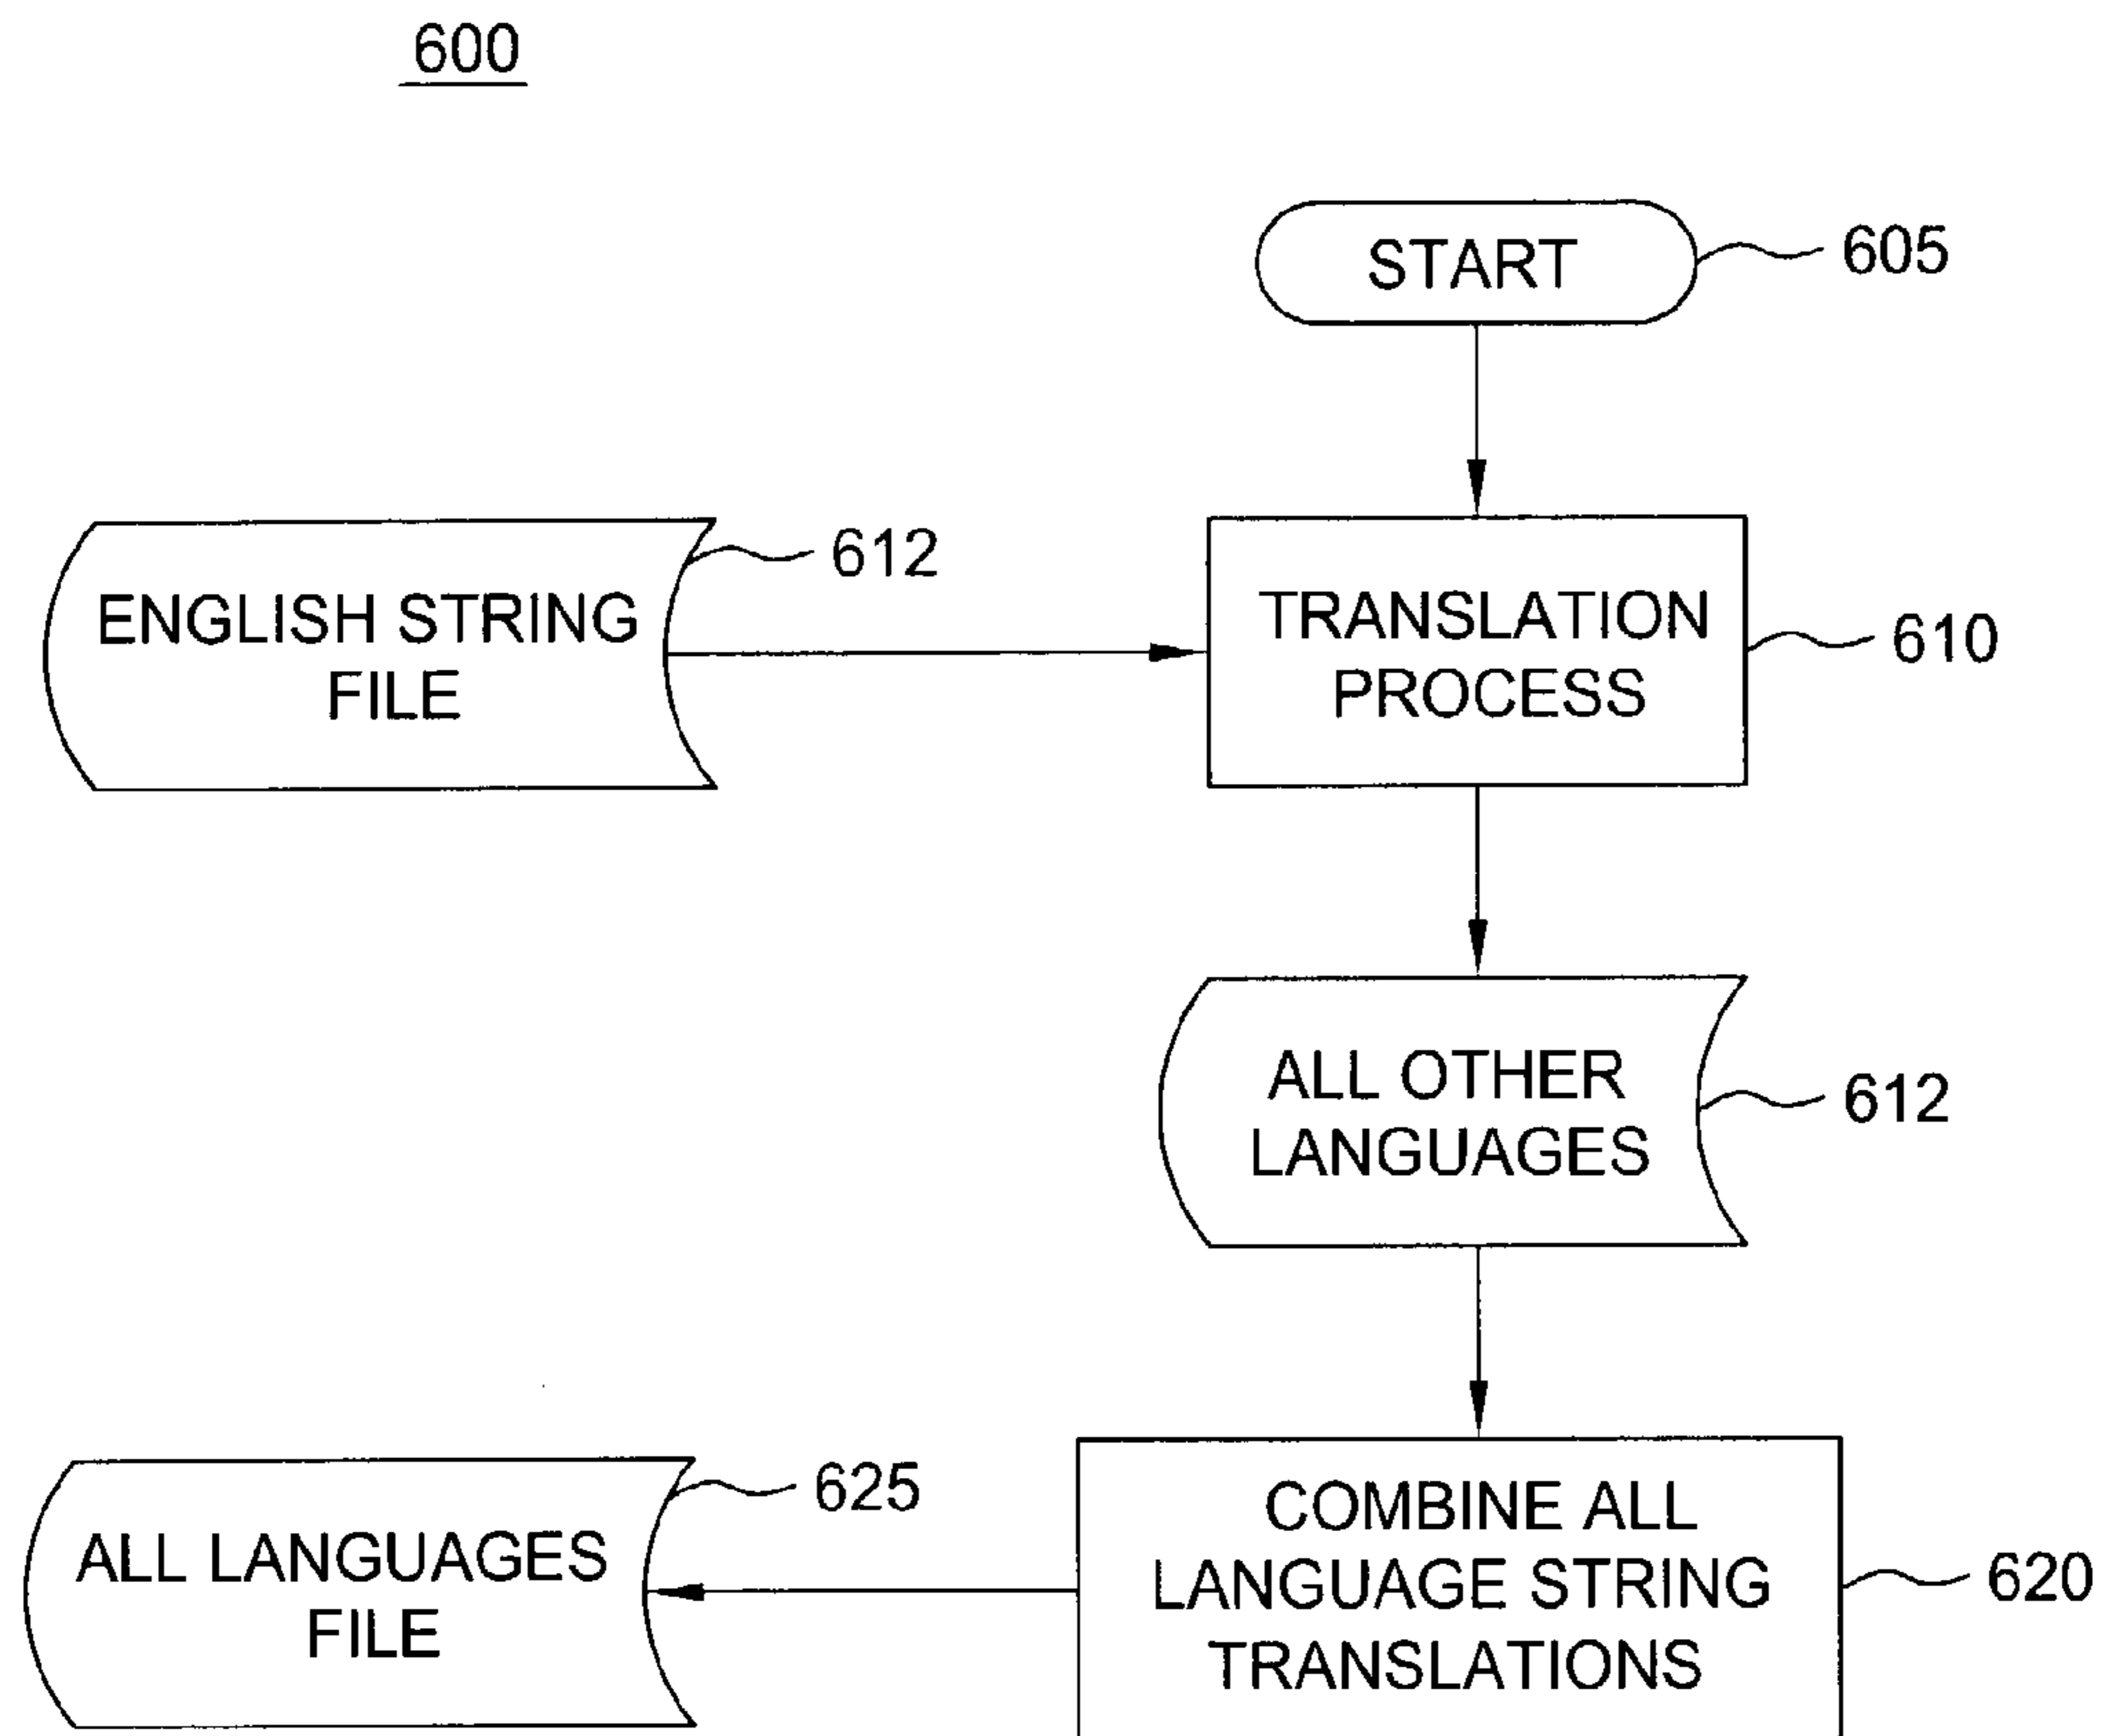 600
START
605
ENGLISH STRING
FILE
612
TRANSLATION
PROCESS
610
ALL OTHER
LANGUAGES
612
ALL LANGUAGES
FILE
625
COMBINE ALL
LANGUAGE STRING
TRANSLATIONS
620